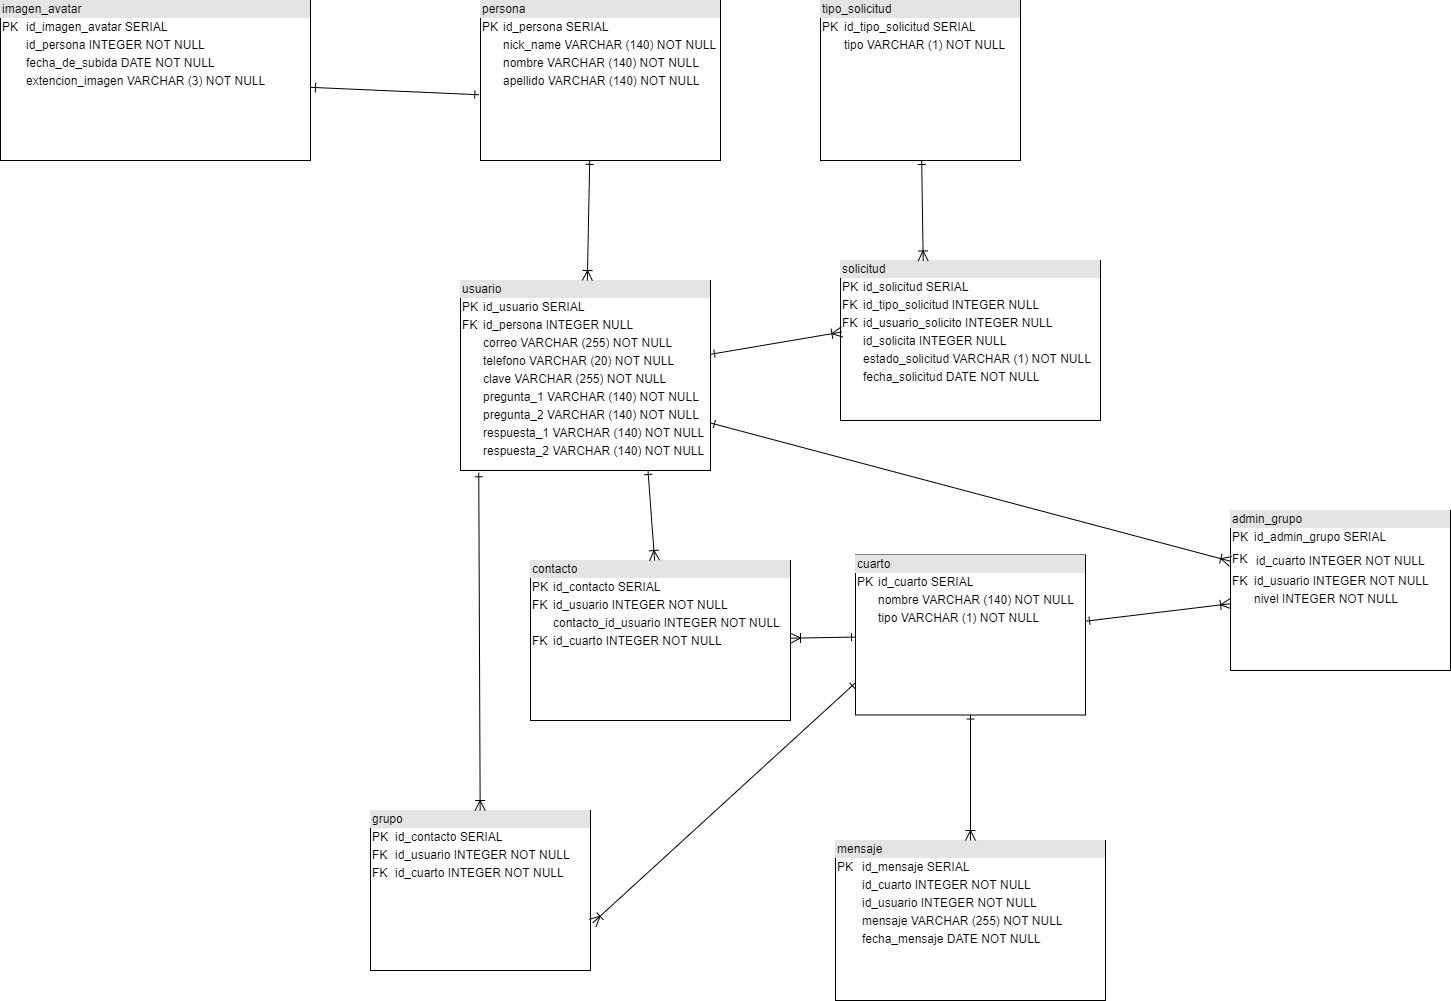 imagen_avatar
PK id_imagen_avatar SERIAL
id_persona INTEGER NOT NULL
fecha_de_subida DATE NOT NULL
extencion_imagen VARCHAR (3) NOT NULL
persona
PK id_persona SERIAL
nick_name VARCHAR (140) NOT NULL
nombre VARCHAR (140) NOT NULL
apellido VARCHAR (140) NOT NULL
tipo_solicitud
PK id_tipo_solicitud SERIAL
tipo VARCHAR (1) NOT NULL
usuario
PK id_usuario SERIAL
FK id_persona INTEGER NULL
correo VARCHAR (255) NOT NULL
telefono VARCHAR (20) NOT NULL
clave VARCHAR (255) NOT NULL
pregunta_1 VARCHAR (140) NOT NULL
pregunta_2 VARCHAR (140) NOT NULL
respuesta_1 VARCHAR (140) NOT NULL
respuesta_2 VARCHAR (140) NOT NULL
solicitud
PK id_solicitud SERIAL
FK id_tipo_solicitud INTEGER NULL
FK id_usuario_solicito INTEGER NULL
id_solicita INTEGER NULL
estado_solicitud VARCHAR (1) NOT NULL
fecha_solicitud DATE NOT NULL
admin_grupo
PK id_admin_grupo SERIAL
FK id_cuarto INTEGER NOT NULL
FK id_usuario INTEGER NOT NULL
nivel INTEGER NOT NULL
contacto
PK id_contacto SERIAL
FK id_usuario INTEGER NOT NULL
contacto_id_usuario INTEGER NOT NULL
FK id_cuarto INTEGER NOT NULL
cuarto
PK id_cuarto SERIAL
nombre VARCHAR (140) NOT NULL
tipo VARCHAR (1) NOT NULL
grupo
PK id_contacto SERIAL
FK id_usuario INTEGER NOT NULL
FK id_cuarto INTEGER NOT NULL
mensaje
PK id_mensaje SERIAL
id_cuarto INTEGER NOT NULL
id_usuario INTEGER NOT NULL
mensaje VARCHAR (255) NOT NULL
fecha_mensaje DATE NOT NULL